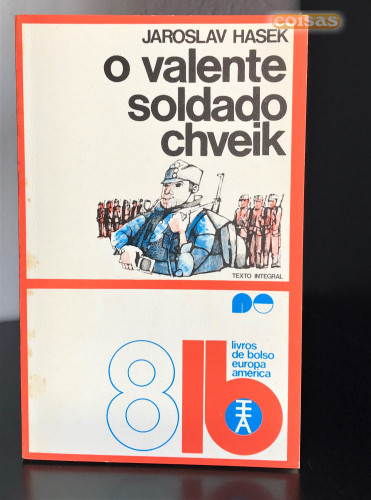 coisas
JAROSLAV HASEK
o valente
soldado
chveik
TEXTO INTEGRAL
8 lb
livros
de bolso
europa
américa